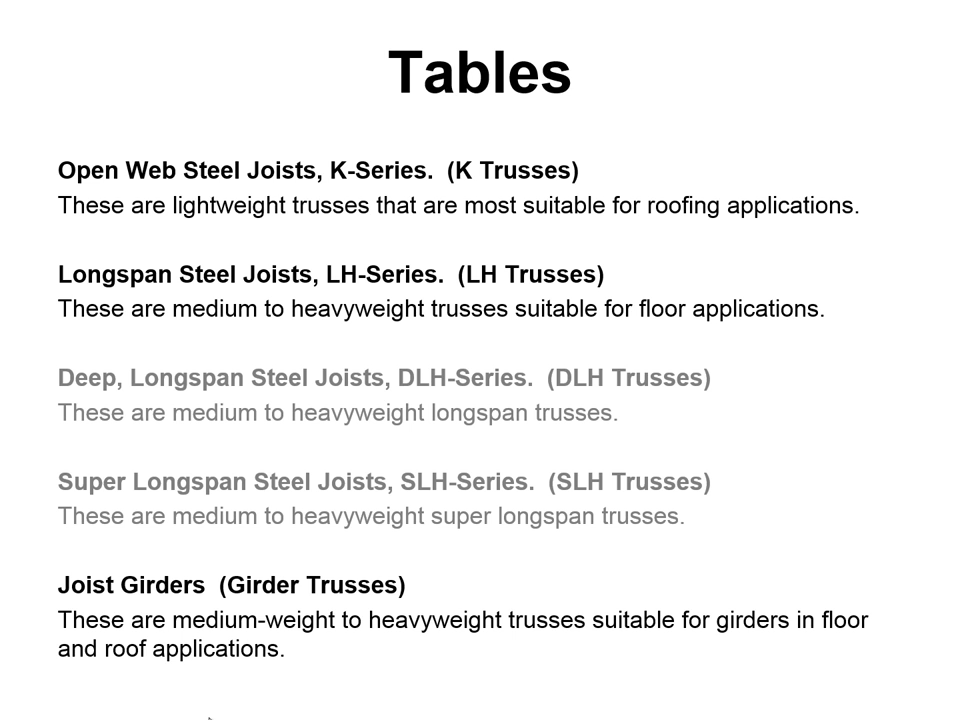 Tables
Open Web Steel Joists, K-Series.  (K Trusses)
These are lightweight trusses that are most suitable for roofing applications.
Longspan Steel Joists, LH-Series.  (LH Trusses)
These are medium to heavyweight trusses suitable for floor applications.
Deep, Longspan Steel Joists, DLH-Series.  (DLH Trusses)
These are medium to heavyweight longspan trusses.
Super Longspan Steel Joists, SLH-Series.  (SLH Trusses)
These are medium to heavyweight super longspan trusses.
Joist Girders  (Girder Trusses)
These are medium-weight to heavyweight trusses suitable for girders in floor
and roof applications.